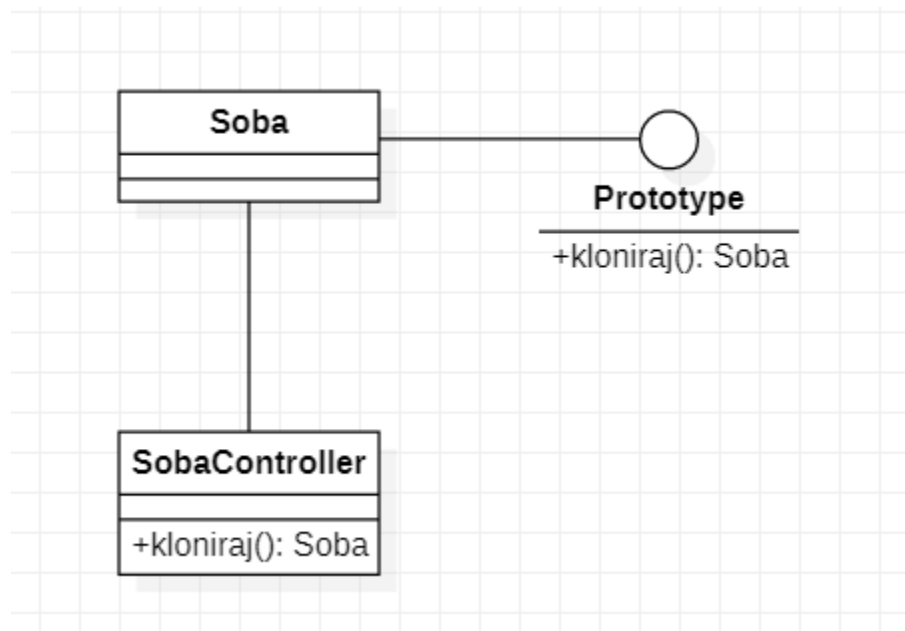 Soba
Prototype
+kloniraj(): Soba
SobaController
+kloniraj(): Soba